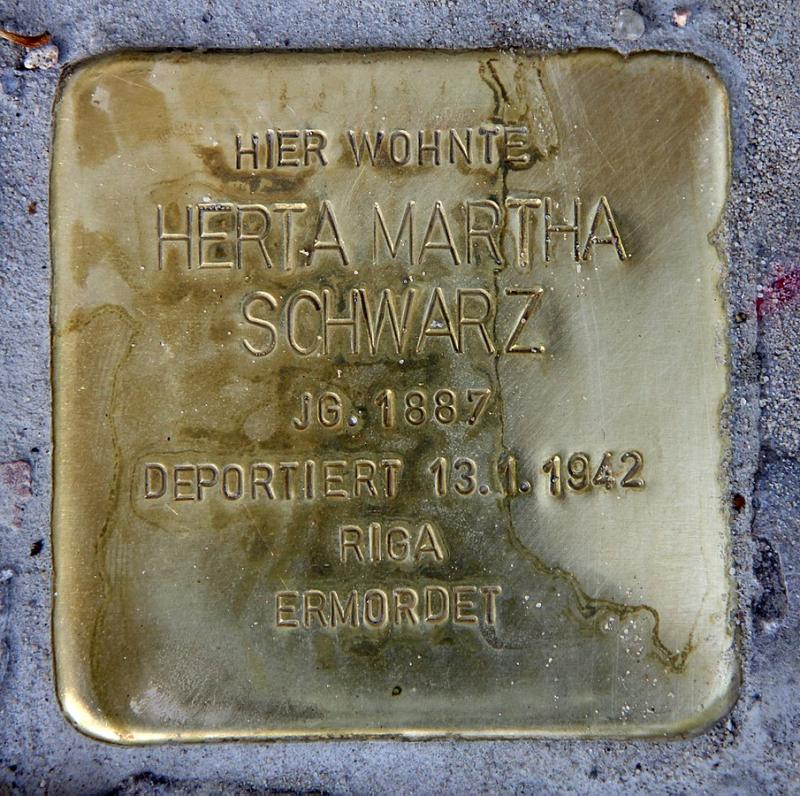 HIER WOHNTE
HERTA MARTHA
SCHWARZ
JG. 1887
DEPORTIERT 13.1.1942
RIGA
ERMORDET